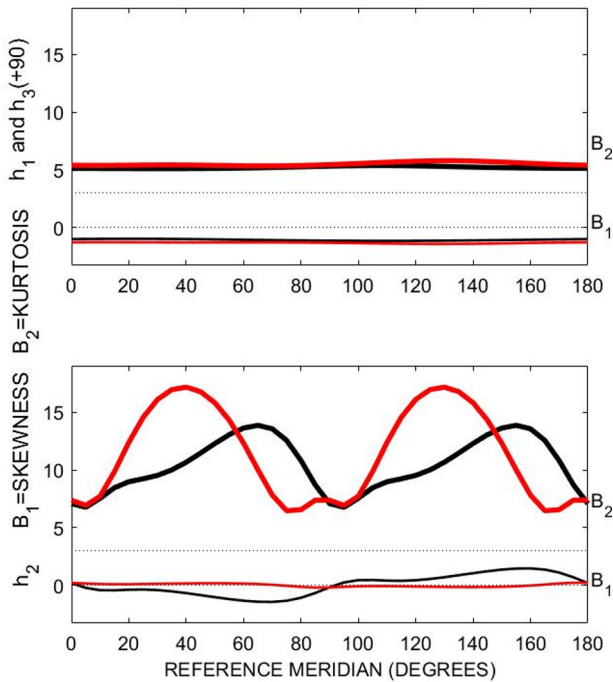 15
10
5
0
B2
B1
0 20 40 60 80 100 120 140 160 180
h2 B1=SKEWNESS B2=KURTOSIS h1 and h3(+90)
15
10
5
0
B2
B1
0 20 40 60 80 100 120 140 160 180
REFERENCE MERIDIAN (DEGREES)